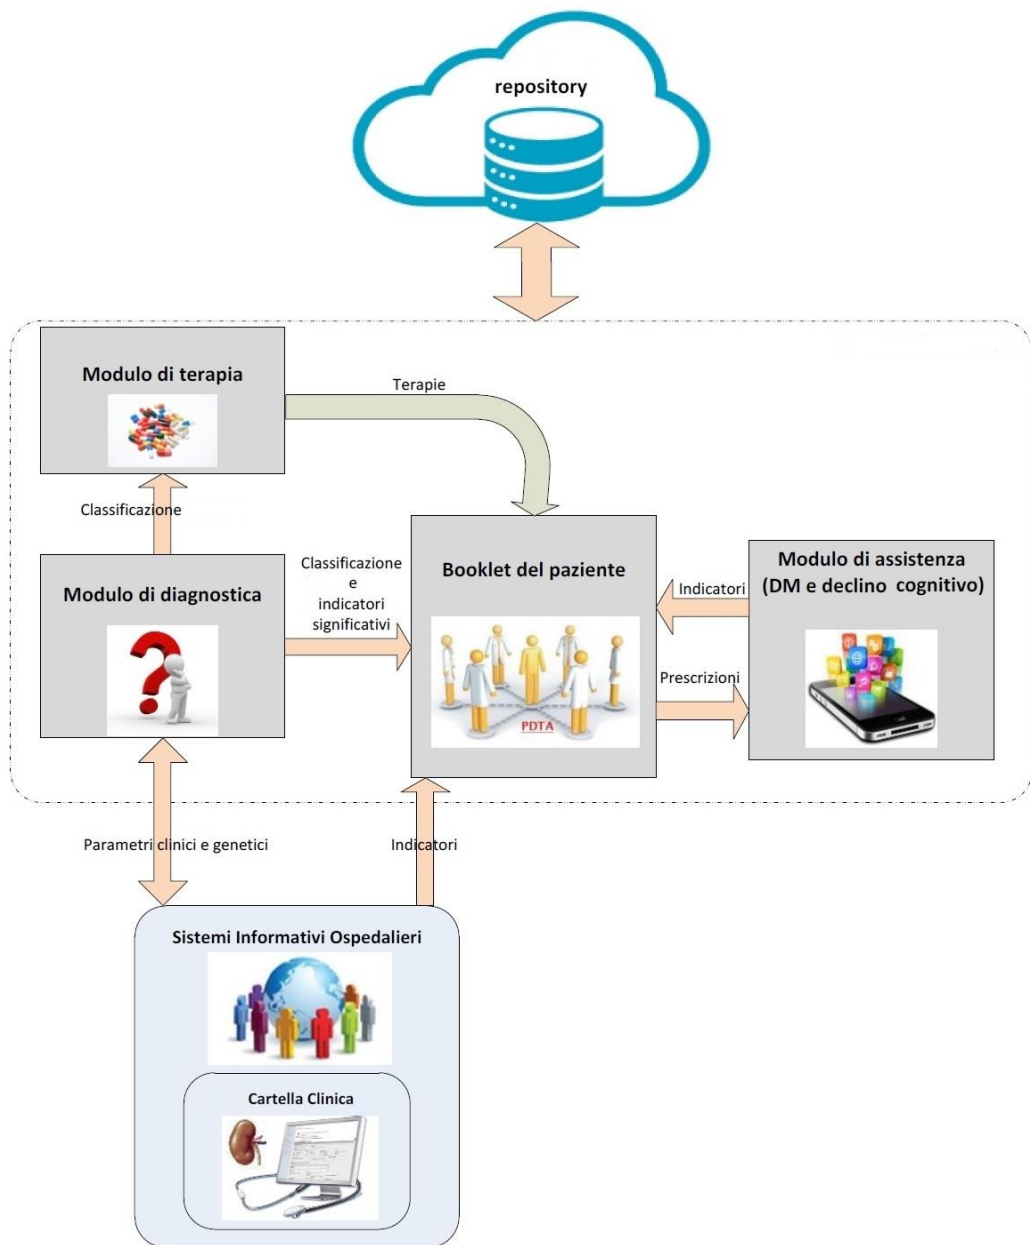 repository
Modulo di terapia
Terapie
Classificazione
Modulo di diagnostica
Classificazione
e
indicatori
significativi
Booklet del paziente
PDTA
Indicatori
Prescrizioni
Modulo di assistenza
(DM e declino cognitivo)
Parametri clinici e genetici
Indicatori
Sistemi Informativi Ospedalieri
Cartella Clinica